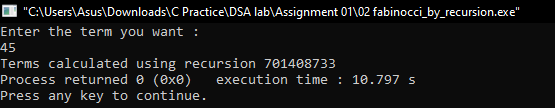 "C:\Users\Asus\Downloads\C Practice\DSA lab\Assignment 01\02 fabinocci_by_recursion.exe"
Enter the term you want :
45
Terms calculated using recursion 701408733
Process returned 0 (0x0)   execution time : 10.797 s
Press any key to continue.